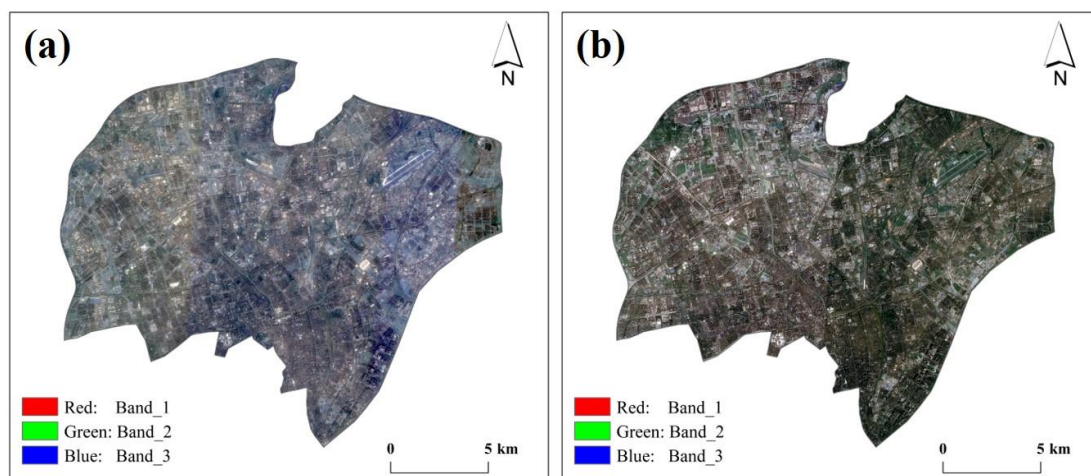 (a)
N
Red: Band_1
Green: Band_2
Blue: Band_3
0 5 km
(b)
N
Red: Band_1
Green: Band_2
Blue: Band_3
0 5 km